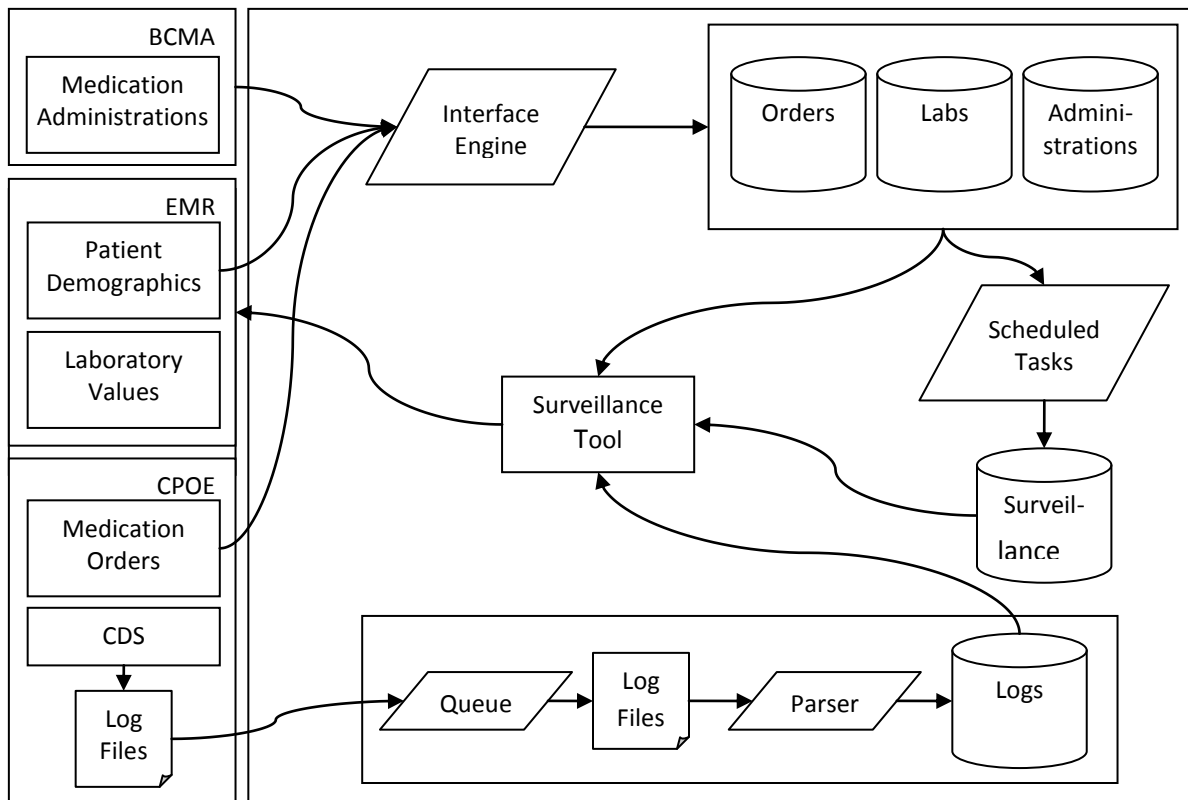 BCMA
Medication
Administrations
EMR
Patient
Demographics
Laboratory
Values
CPOE
Medication
Orders
CDS
Log
Files
Interface
Engine
Orders
Labs
Admini-
strations
Scheduled
Tasks
Surveillance
Tool
Surveil-
lance
Queue
Log
Files
Parser
Logs